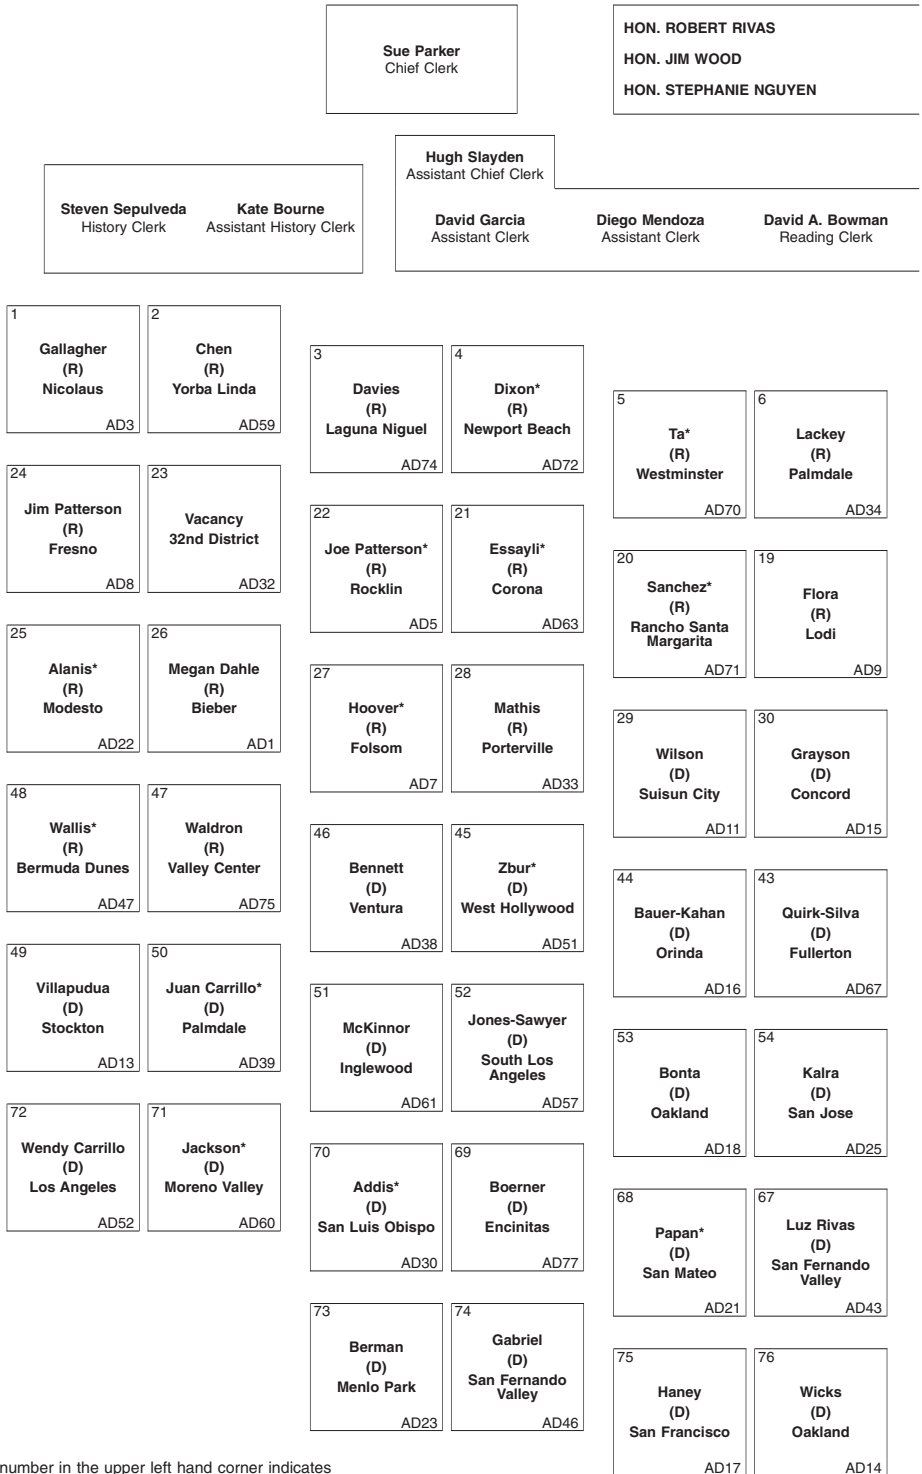 Sue Parker
Chief Clerk
HON. ROBERT RIVAS
HON. JIM WOOD
HON. STEPHANIE NGUYEN
Hugh Slayden
Assistant Chief Clerk
Steven Sepulveda
History Clerk
Kate Bourne
Assistant History Clerk
David Garcia
Assistant Clerk
Diego Mendoza
Assistant Clerk
David A. Bowman
Reading Clerk
1
Gallagher
(R)
Nicolaus
AD3
2
Chen
(R)
Yorba Linda
AD59
3
Davies
(R)
Laguna Niguel
AD74
4
Dixon*
(R)
Newport Beach
AD72
5
Ta*
(R)
Westminster
AD70
6
Lackey
(R)
Palmdale
AD34
24
Jim Patterson
(R)
Fresno
AD8
23
Vacancy
32nd District
AD32
22
Joe Patterson*
(R)
Rocklin
AD5
21
Essayli*
(R)
Corona
AD63
20
Sanchez*
(R)
Rancho Santa
Margarita
AD71
19
Flora
(R)
Lodi
AD9
25
Alanis*
(R)
Modesto
AD22
26
Megan Dahle
(R)
Bieber
AD1
27
Hoover*
(R)
Folsom
AD7
28
Mathis
(R)
Porterville
AD33
29
Wilson
(D)
Suisun City
AD11
30
Grayson
(D)
Concord
AD15
48
Wallis*
(R)
Bermuda Dunes
AD47
47
Waldron
(R)
Valley Center
AD75
46
Bennett
(D)
Ventura
AD38
45
Zbur*
(D)
West Hollywood
AD51
44
Bauer-Kahan
(D)
Orinda
AD16
43
Quirk-Silva
(D)
Fullerton
AD67
49
Villapudua
(D)
Stockton
AD13
50
Juan Carrillo*
(D)
Palmdale
AD39
51
McKinnor
(D)
Inglewood
AD61
52
Jones-Sawyer
(D)
South Los
Angeles
AD57
53
Bonta
(D)
Oakland
AD18
54
Kalra
(D)
San Jose
AD25
72
Wendy Carrillo
(D)
Los Angeles
AD52
71
Jackson*
(D)
Moreno Valley
AD60
70
Addis*
(D)
San Luis Obispo
AD30
69
Boerner
(D)
Encinitas
AD77
68
Papan*
(D)
San Mateo
AD21
67
Luz Rivas
(D)
San Fernando
Valley
AD43
73
Berman
(D)
Menlo Park
AD23
74
Gabriel
(D)
San Fernando
Valley
AD46
75
Haney
(D)
San Francisco
AD17
76
Wicks
(D)
Oakland
AD14
number in the upper left hand corner indicates